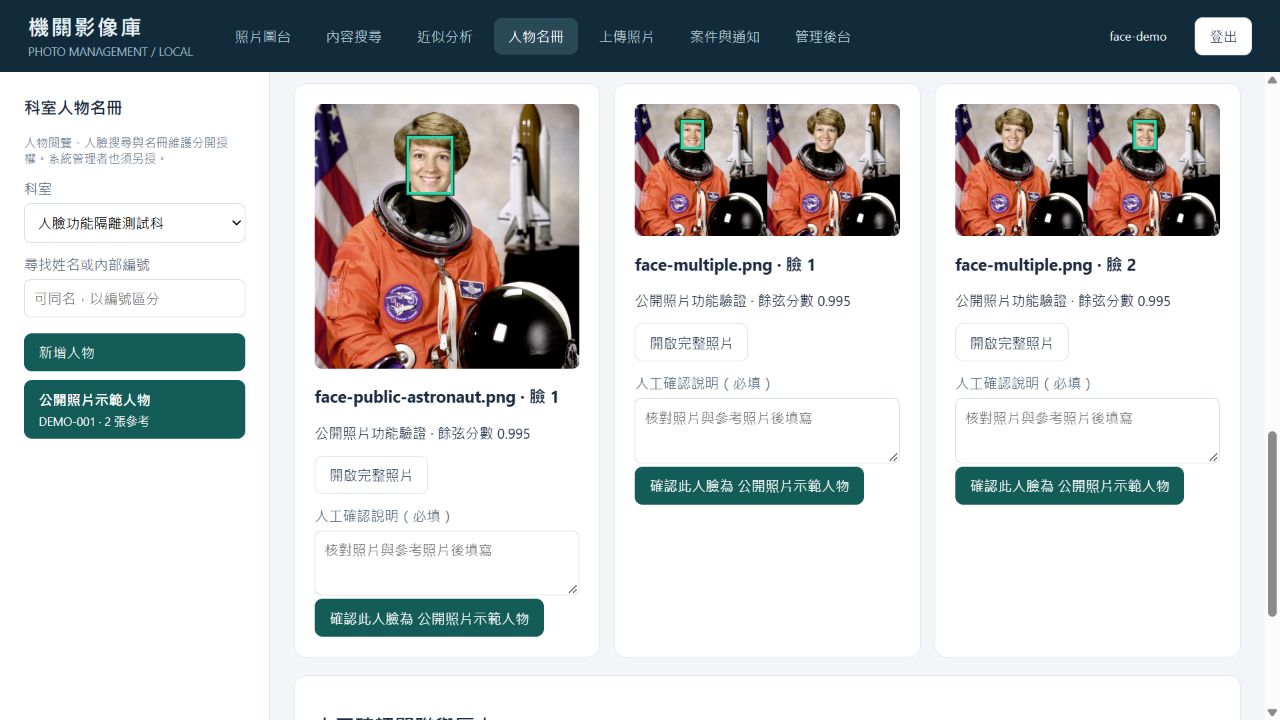 機關影像庫
PHOTO MANAGEMENT / LOCAL
照片圖台
內容搜尋
近似分析
人物名冊
上傳照片
案件與通知
管理後台
face-demo
登出
科室人物名冊
人物閱覽、人臉搜尋與名冊維護分開授
權。系統管理者也須另授。
科室
人臉功能隔離測試科
尋找姓名或內部編號
可同名，以編號區分
新增人物
公開照片示範人物
DEMO-001 · 2 張參考
face-public-astronaut.png · 臉 1
公開照片功能驗證 · 餘弦分數 0.995
開啟完整照片
人工確認說明（必填）
核對照片與參考照片後填寫
確認此人臉為 公開照片示範人物
face-multiple.png · 臉 1
公開照片功能驗證 · 餘弦分數 0.995
開啟完整照片
人工確認說明（必填）
核對照片與參考照片後填寫
確認此人臉為 公開照片示範人物
face-multiple.png · 臉 2
公開照片功能驗證 · 餘弦分數 0.995
開啟完整照片
人工確認說明（必填）
核對照片與參考照片後填寫
確認此人臉為 公開照片示範人物